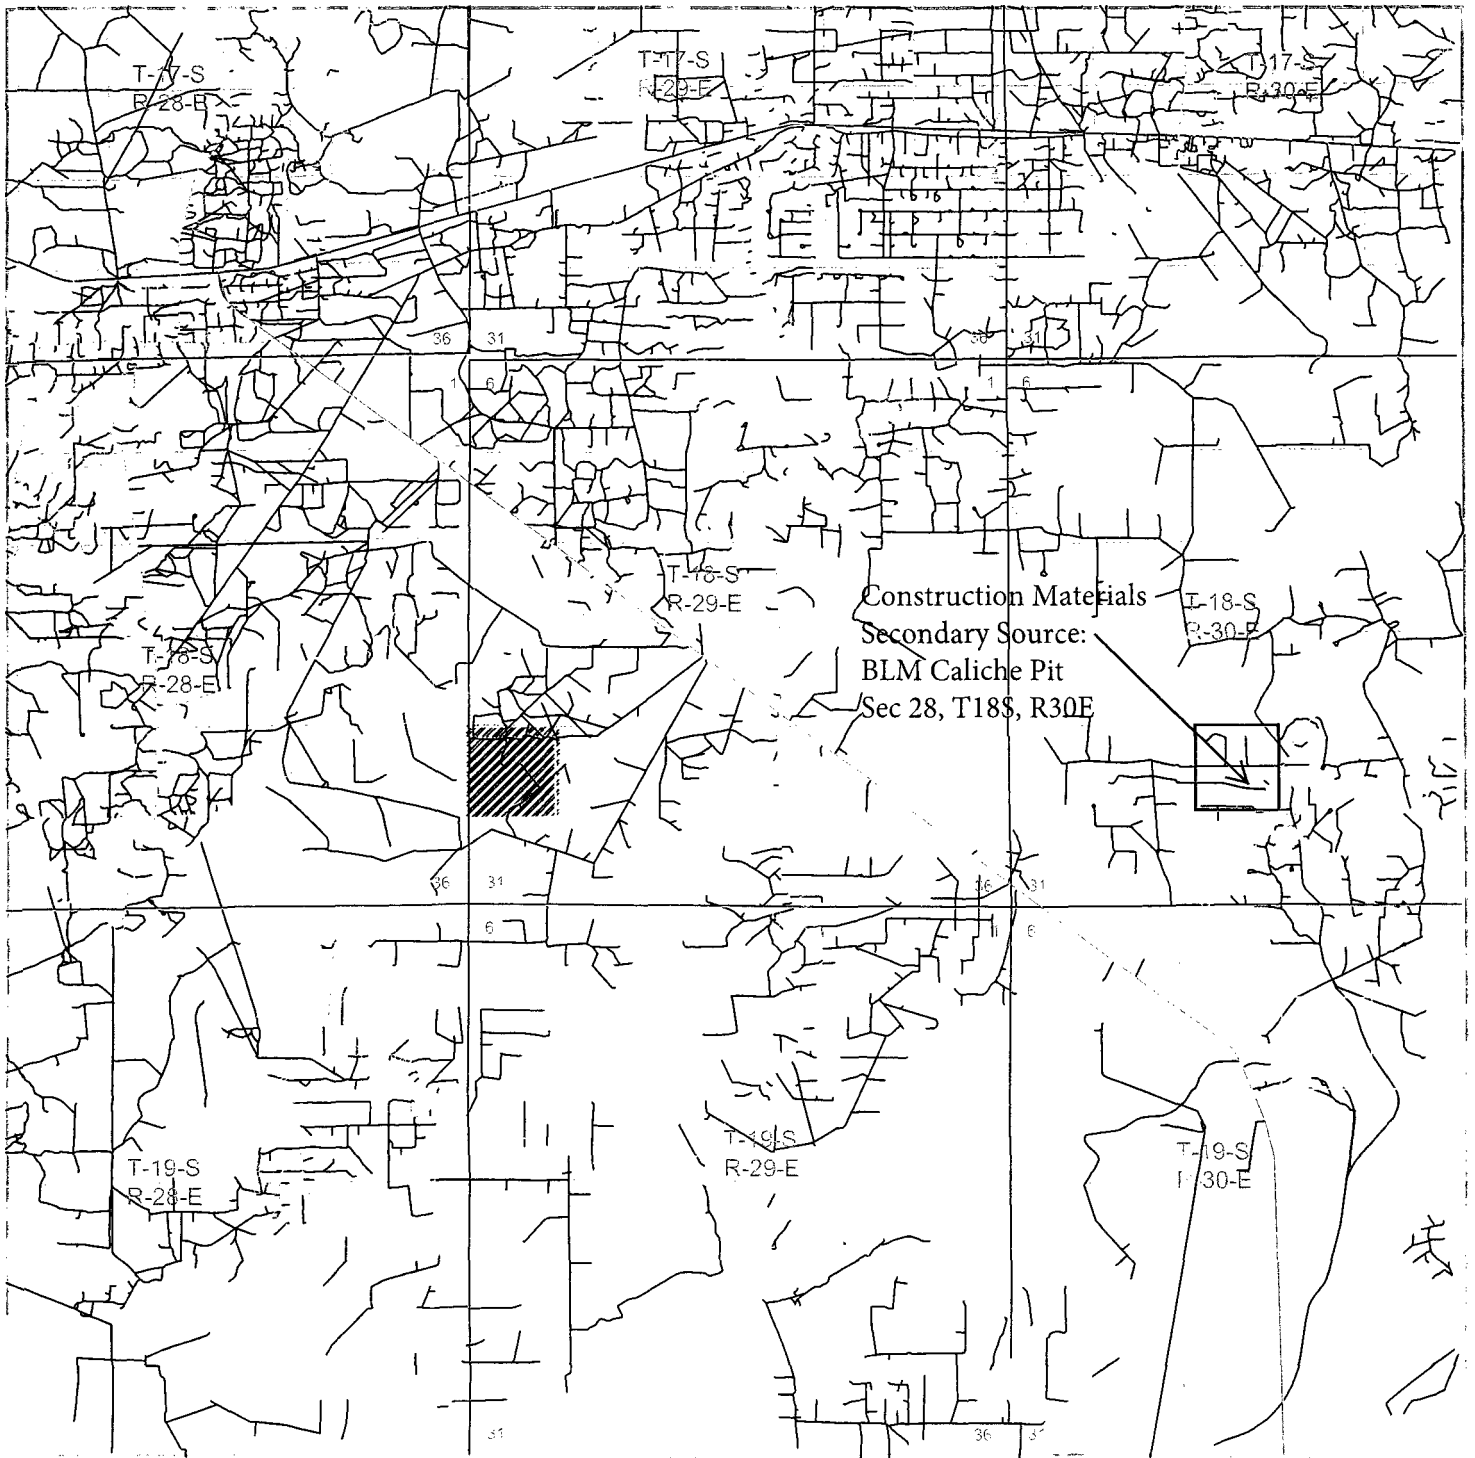 T-17-S
R-28-E
T-17-S
R-29-E
T-17-S
R-30-E
36 31
36 31
1 6
1 6
T-18-S
R-29-E
Construction Materials
Secondary Source:
BLM Caliche Pit
Sec 28, T18S, R30E
T-18-S
R-30-E
T-18-S
R-28-E
36 31
36 31
6
1 6
T-19-S
R-28-E
T-19-S
R-29-E
T-19-S
R-30-E
31
36